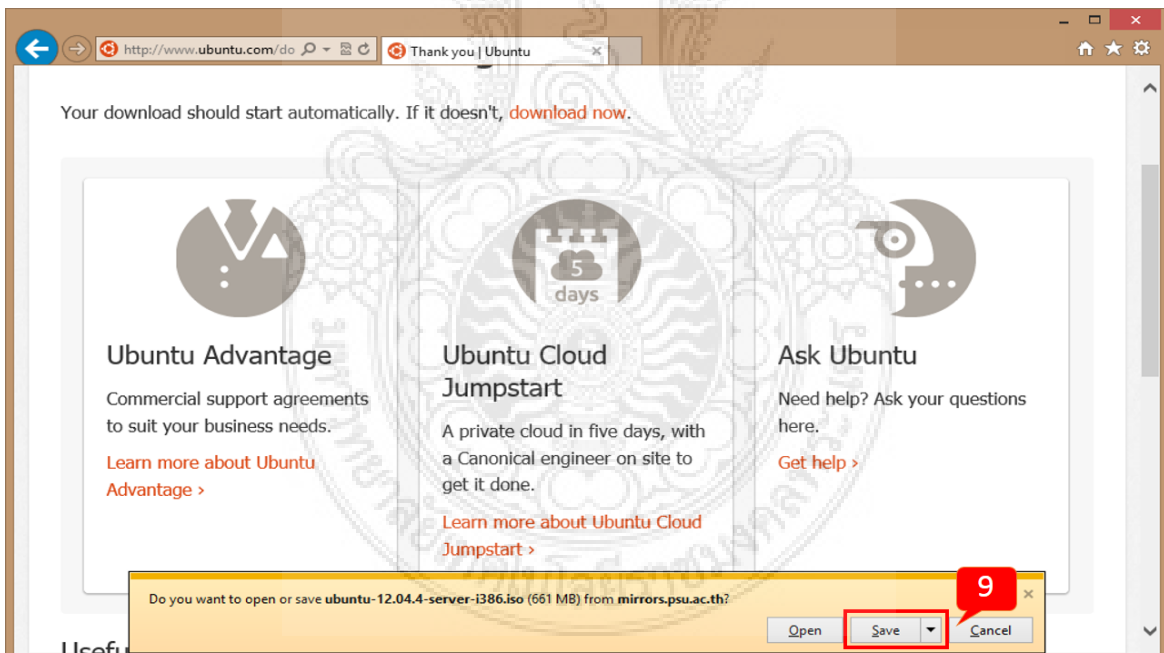 http://www.ubuntu.com/do
Thank you | Ubuntu
Your download should start automatically. If it doesn't, download now.
5
days
Ubuntu Advantage
Commercial support agreements
to suit your business needs.
Learn more about Ubuntu
Advantage ›
Ubuntu Cloud
Jumpstart
A private cloud in five days, with
a Canonical engineer on site to
get it done.
Learn more about Ubuntu Cloud
Jumpstart ›
Ask Ubuntu
Need help? Ask your questions
here.
Get help ›
Do you want to open or save ubuntu-12.04.4-server-i386.iso (661 MB) from mirrors.psu.ac.th?
9
Open
Save
Cancel